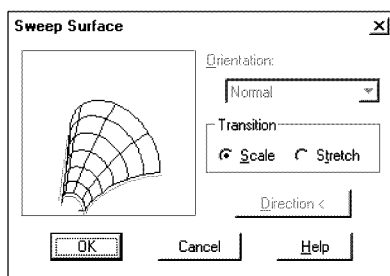 Sweep Surface
Orientation:
Normal
Transition
Scale Stretch
Direction <
OK Cancel Help